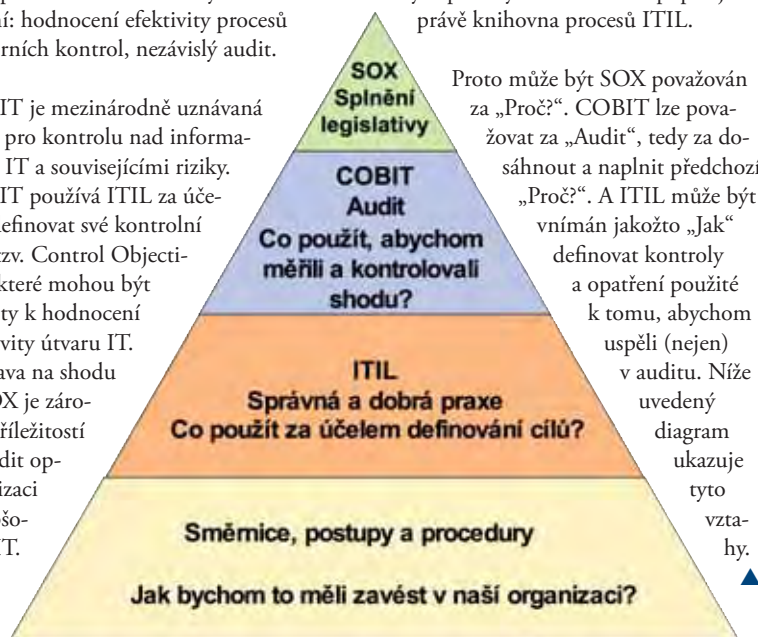 ní: hodnocení efektivity procesů
rních kontrol, nezávislý audit.
IT je mezinárodně uznávaná
pro kontrolu nad informa-
IT a souvisejícími riziky.
IT používá ITIL za úče-
efinovat své kontrolní
tzv. Control Objecti-
které mohou být
ty k hodnocení
vity útvaru IT.
ava na shodu
OX je záro-
říležitostí
dit op-
izaci
ošo-
IT.
SOX
Splnění
legislativy
COBIT
Audit
Co použít, abychom
měřili a kontrolovali
shodu?
ITIL
Správná a dobrá praxe
Co použít za účelem definování cílů?
Směrnice, postupy a procedury
Jak bychom to měli zavést v naší organizaci?
právě knihovna procesů ITIL.
Proto může být SOX považován
za „Proč?“. COBIT lze pova-
žovat za „Audit“, tedy za do-
sáhnout a naplnit předchozí
„Proč?“. A ITIL může být
vnímán jakožto „Jak“
definovat kontroly
a opatření použité
k tomu, abychom
uspěli (nejen)
v auditu. Níže
uvedený
diagram
ukazuje
tyto
vzta-
hy.